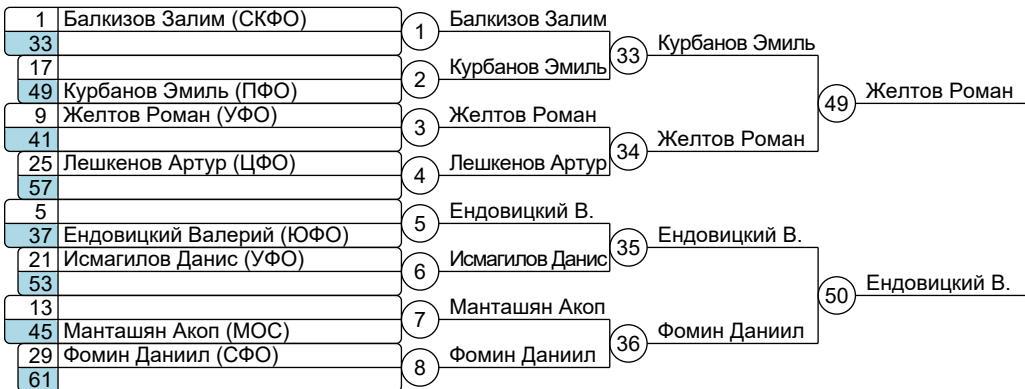 1 Балкизов Залим (СКФО)
33
17
49 Курбанов Эмиль (ПФО)
9 Желтов Роман (УФО)
41
25 Лешкенов Артур (ЦФО)
57
5
37 Ендовицкий Валерий (ЮФО)
21 Исмагилов Данис (УФО)
53
13
45 Манташян Акоп (МОС)
29 Фомин Даниил (СФО)
61
1 Балкизов Залим
2 Курбанов Эмиль
3 Желтов Роман
4 Лешкенов Артур
5 Ендовицкий В.
6 Исмагилов Данис
7 Манташян Акоп
8 Фомин Даниил
33 Курбанов Эмиль
34 Желтов Роман
35 Ендовицкий В.
36 Фомин Даниил
49 Желтов Роман
50 Ендовицкий В.